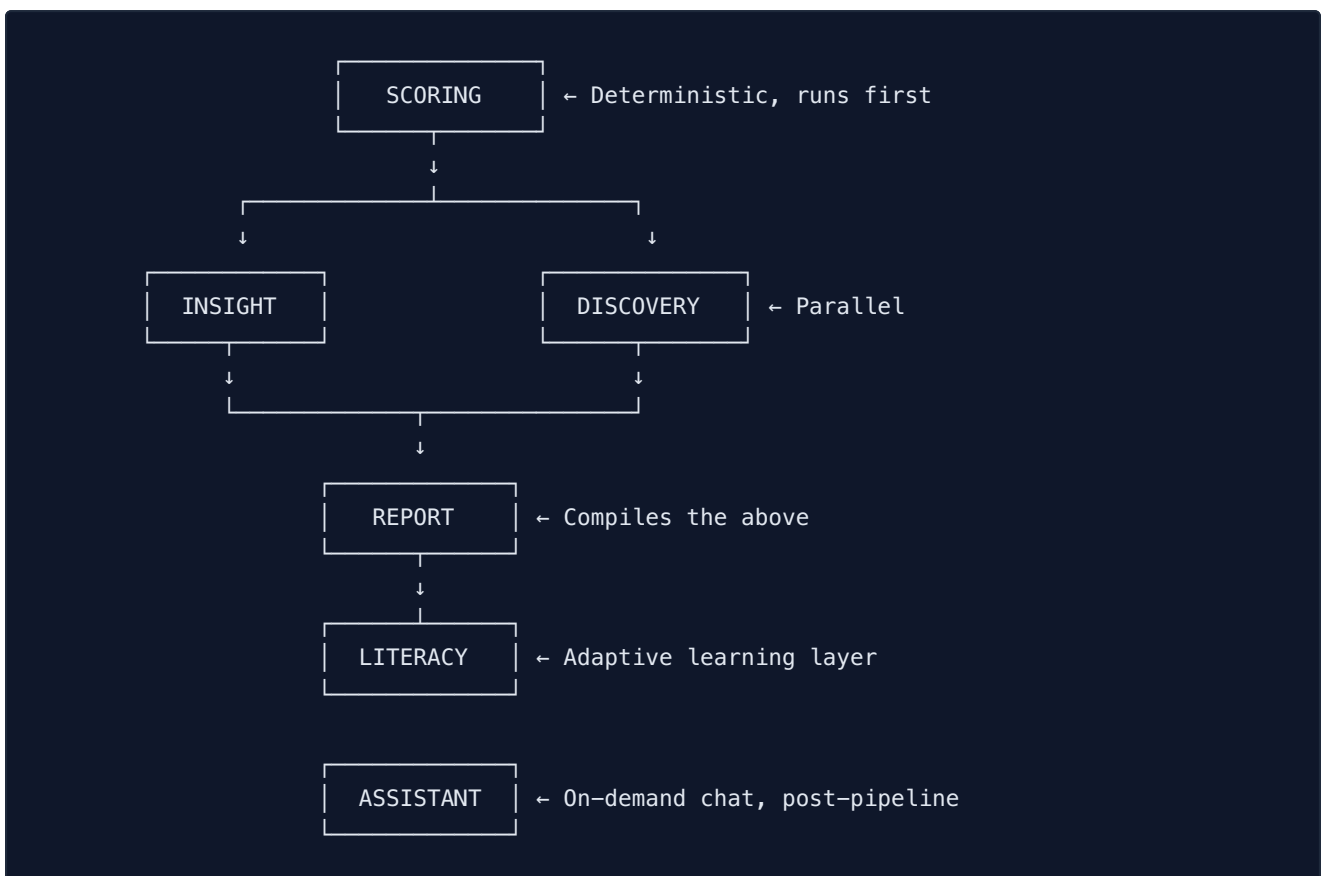 SCORING ← Deterministic, runs first
↓
↓ ↓
INSIGHT DISCOVERY ← Parallel
↓ ↓
↓
REPORT ← Compiles the above
↓
LITERACY ← Adaptive learning layer
ASSISTANT ← On-demand chat, post-pipeline